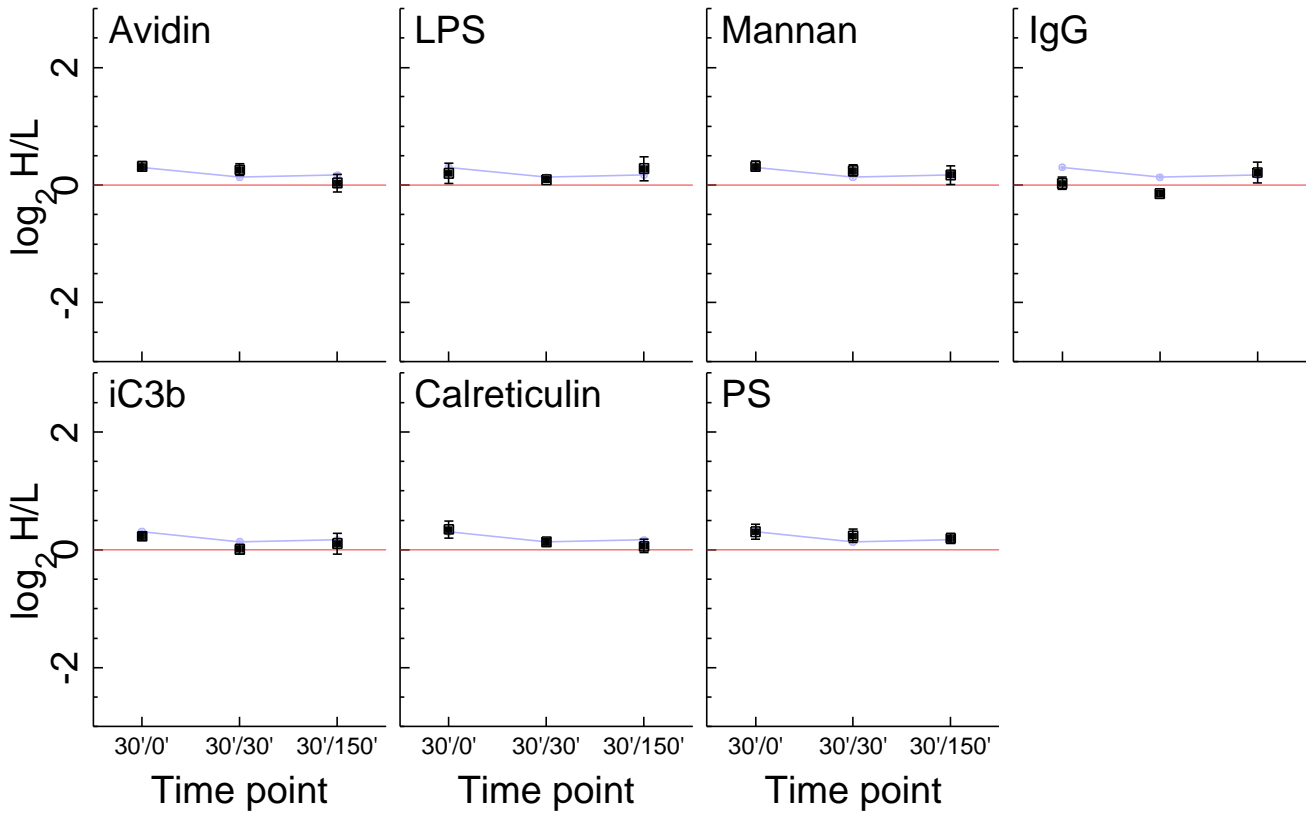 Avidin LPS Mannan IgG
2
0
-2
log2 H/L
iC3b Calreticulin PS
2
0
-2
log2 H/L
30'/0' 30'/30' 30'/150' 30'/0' 30'/30' 30'/150' 30'/0' 30'/30' 30'/150'
Time point Time point Time point